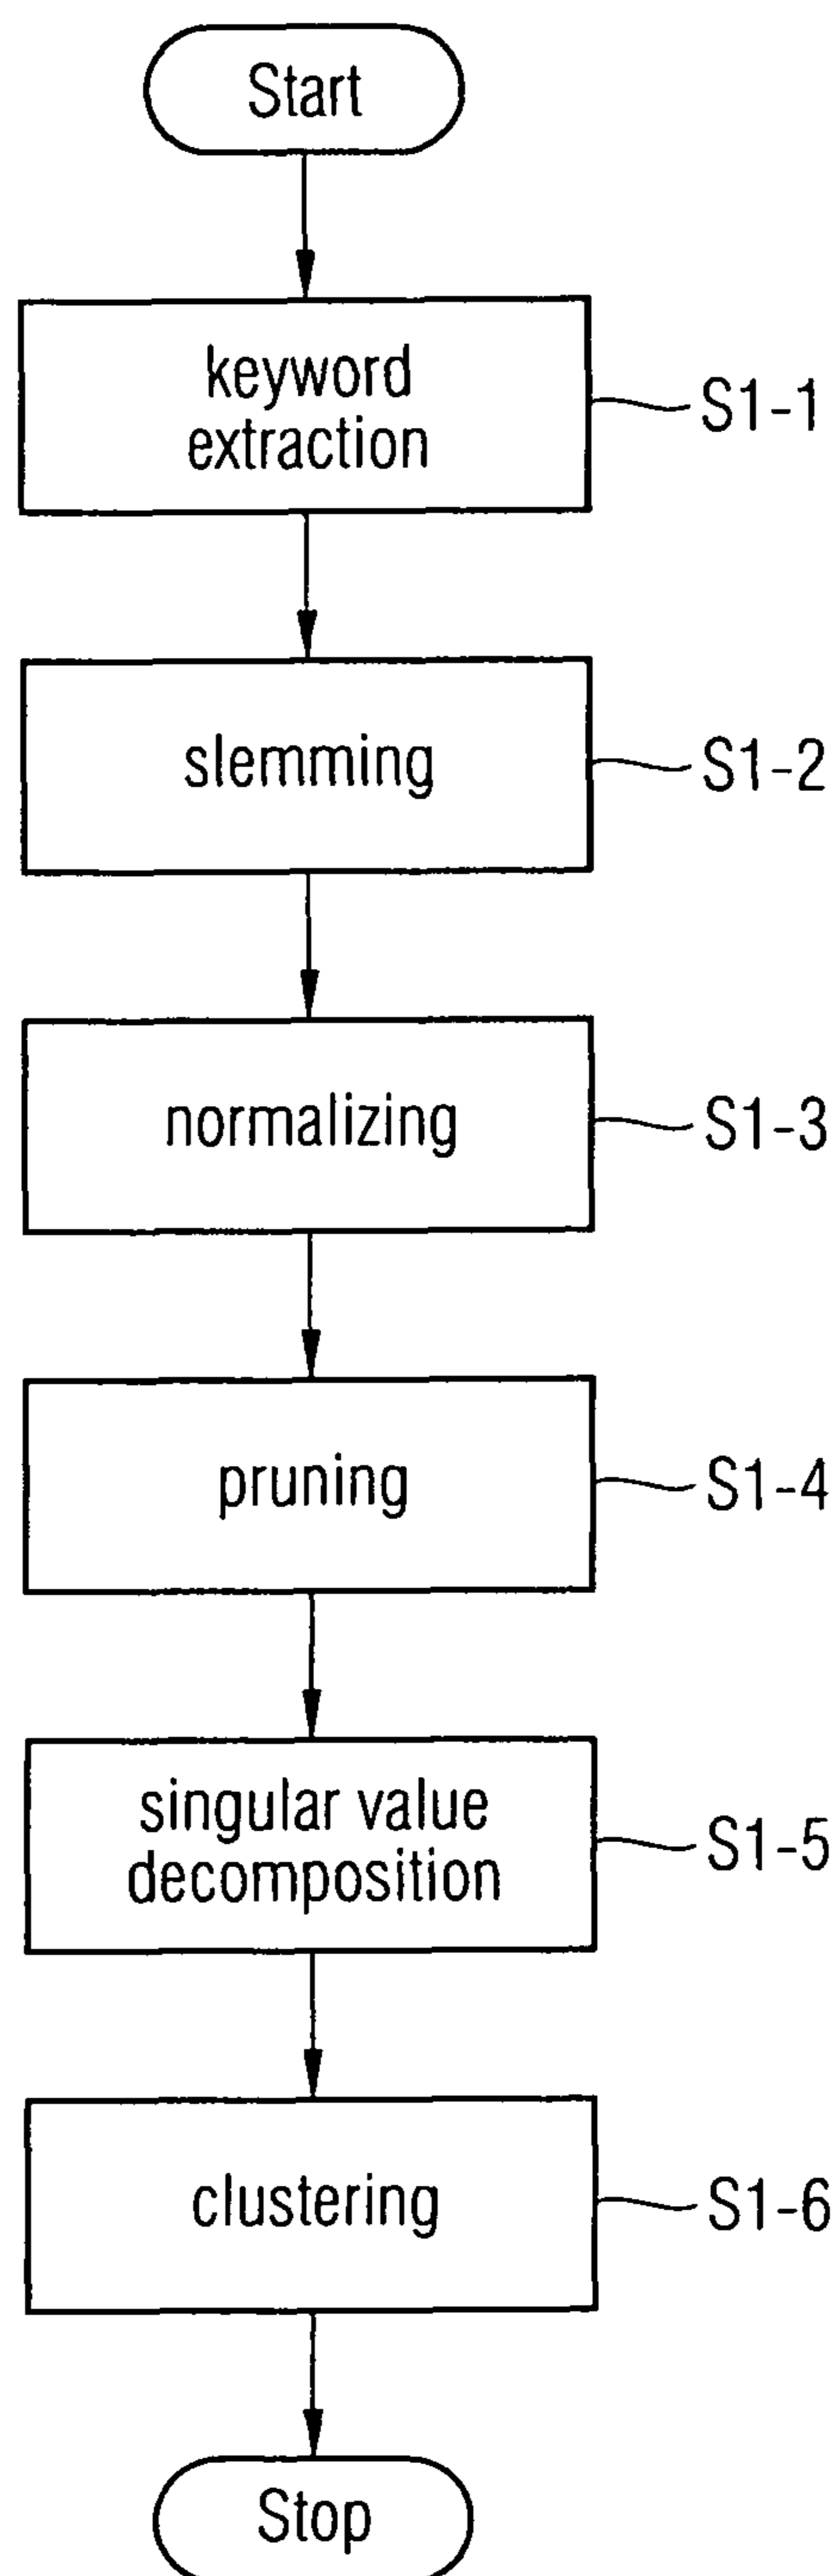 Start
keyword
extraction
S1-1
slemming
S1-2
normalizing
S1-3
pruning
S1-4
singular value
decomposition
S1-5
clustering
S1-6
Stop